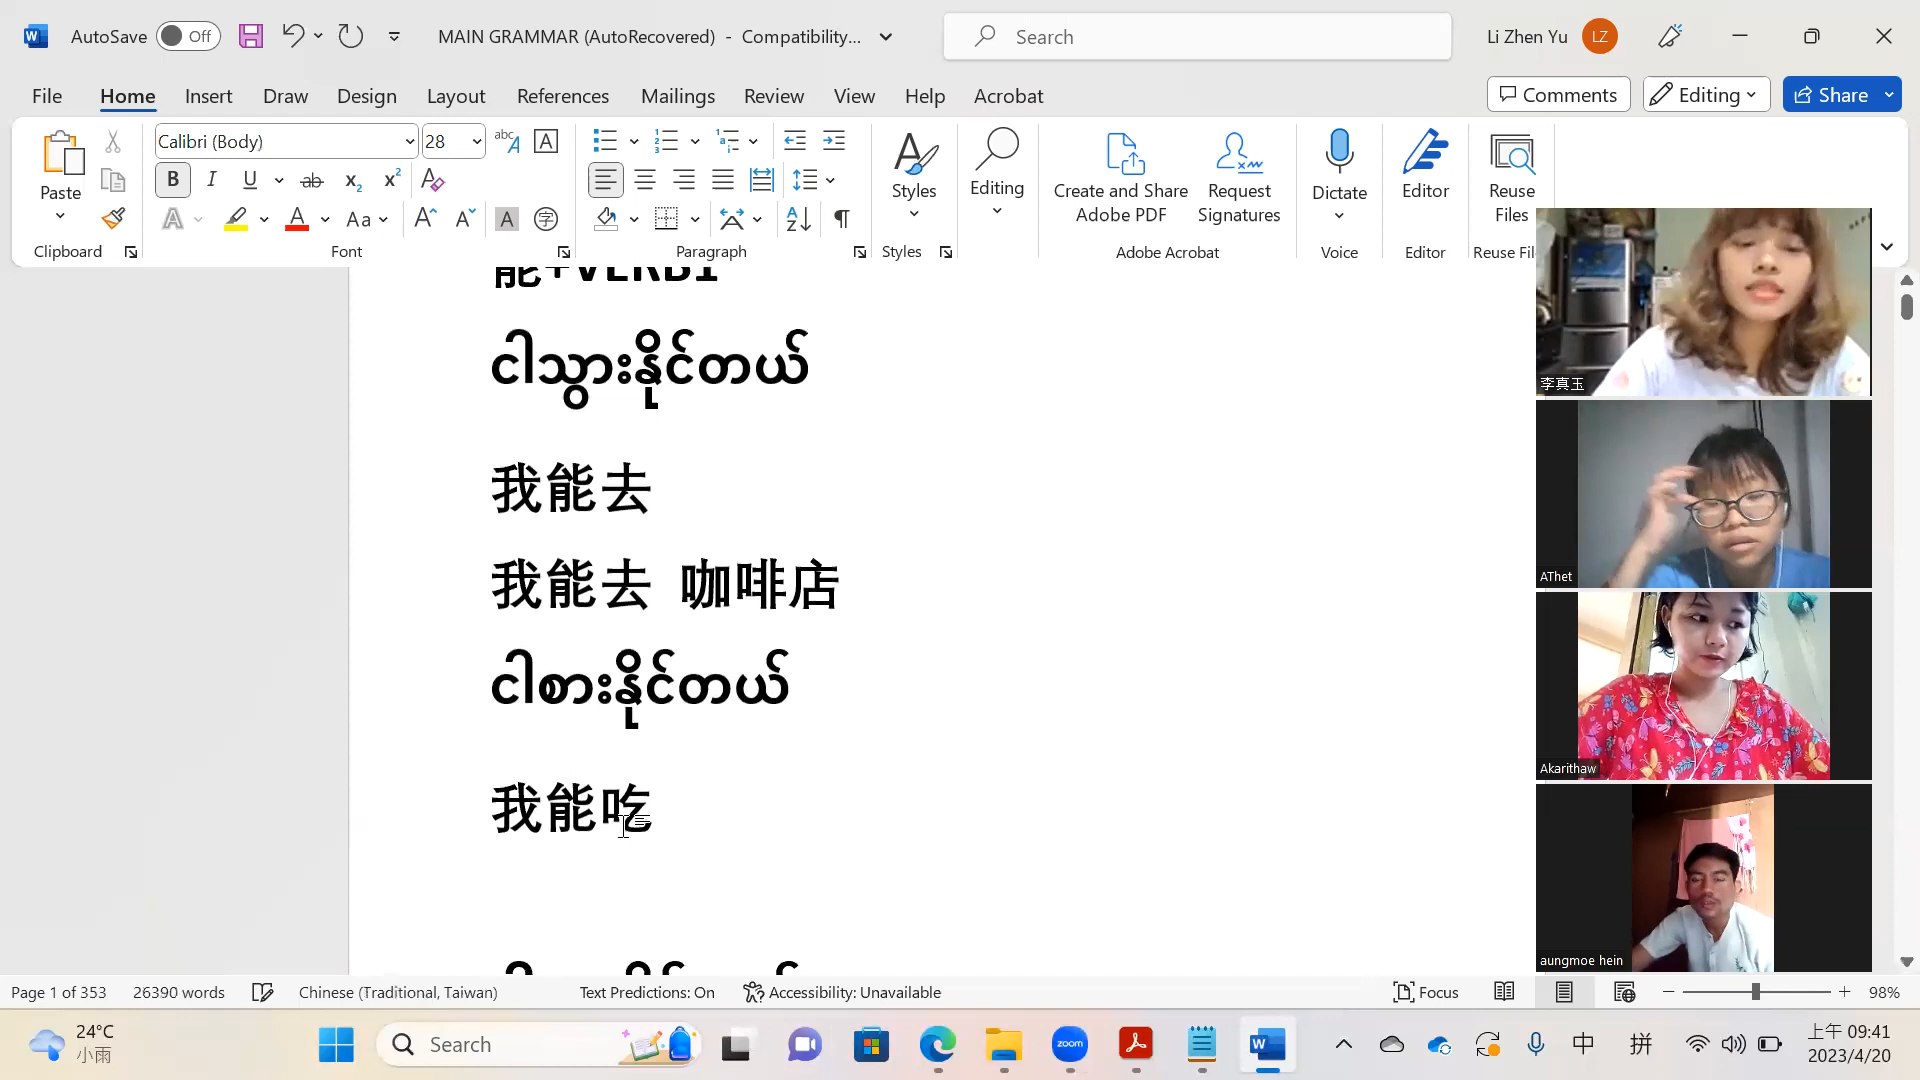 AutoSave Off MAIN GRAMMAR (AutoRecovered) - Compatibility... Search Li Zhen Yu LZ
File Home Insert Draw Design Layout References Mailings Review View Help Acrobat Comments Editing Share
Calibri (Body) 28
Paste
Clipboard Font Paragraph
Styles
Styles
Editing
Create and Share Adobe PDF
Request Signatures
Adobe Acrobat
Dictate
Voice
Editor
Editor
Reuse Files
能+VERB1
ငါသွားနိုင်တယ်
我能去
我能去 咖啡店
ငါစားနိုင်တယ်
我能吃
李真玉
AThet
Akarithaw
aungmoe hein
Page 1 of 353 26390 words Chinese (Traditional, Taiwan) Text Predictions: On Accessibility: Unavailable Focus 98%
24°C
小雨
Search
zoom
中 拼
上午 09:41
2023/4/20